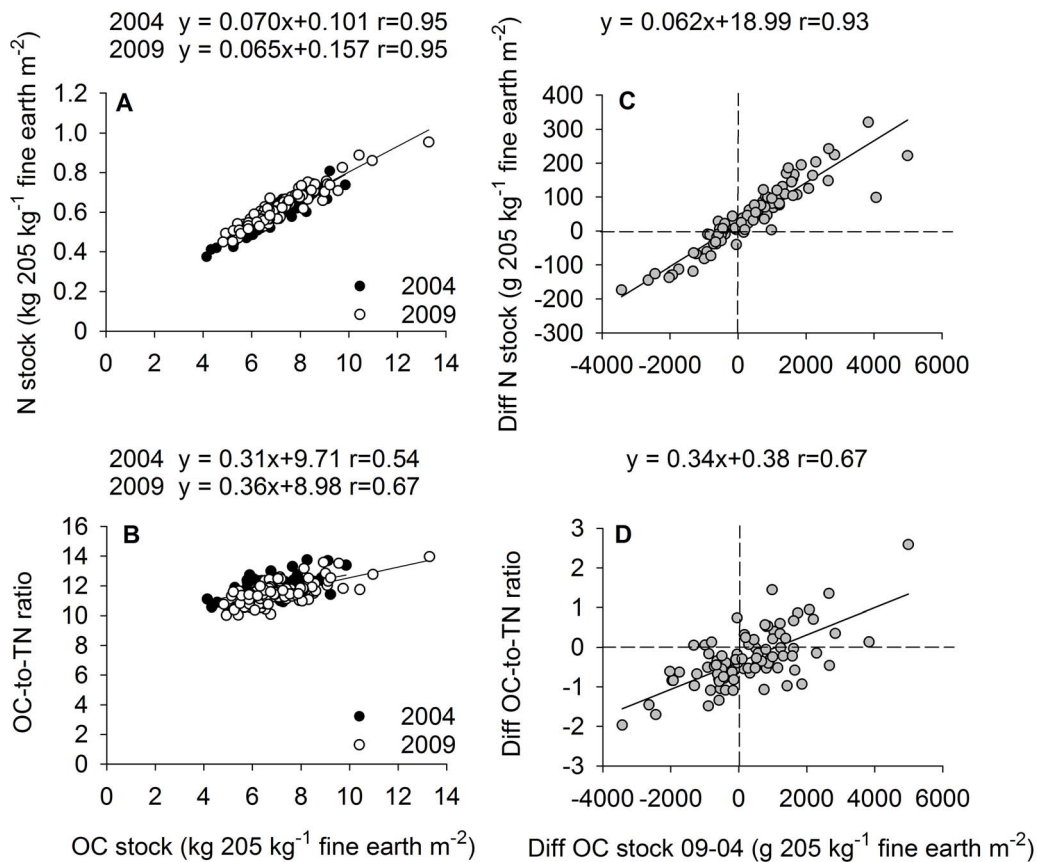 2004 y = 0.070x+0.101 r=0.95
2009 y = 0.065x+0.157 r=0.95
A
N stock (kg 205 kg⁻¹ fine earth m⁻²)
1.2
1.0
0.8
0.6
0.4
0.2
0
0 2 4 6 8 10 12 14
2004
2009
y = 0.062x+18.99 r=0.93
C
Diff N stock (g 205 kg⁻¹ fine earth m⁻²)
400
300
200
100
0
-100
-200
-300
-4000 -2000 0 2000 4000 6000
2004 y = 0.31x+9.71 r=0.54
2009 y = 0.36x+8.98 r=0.67
B
OC-to-TN ratio
16
14
12
10
8
6
4
2
0
2004
2009
0 2 4 6 8 10 12 14
OC stock (kg 205 kg⁻¹ fine earth m⁻²)
y = 0.34x+0.38 r=0.67
D
Diff OC-to-TN ratio
3
2
1
0
-1
-2
-3
-4000 -2000 0 2000 4000 6000
Diff OC stock 09-04 (g 205 kg⁻¹ fine earth m⁻²)